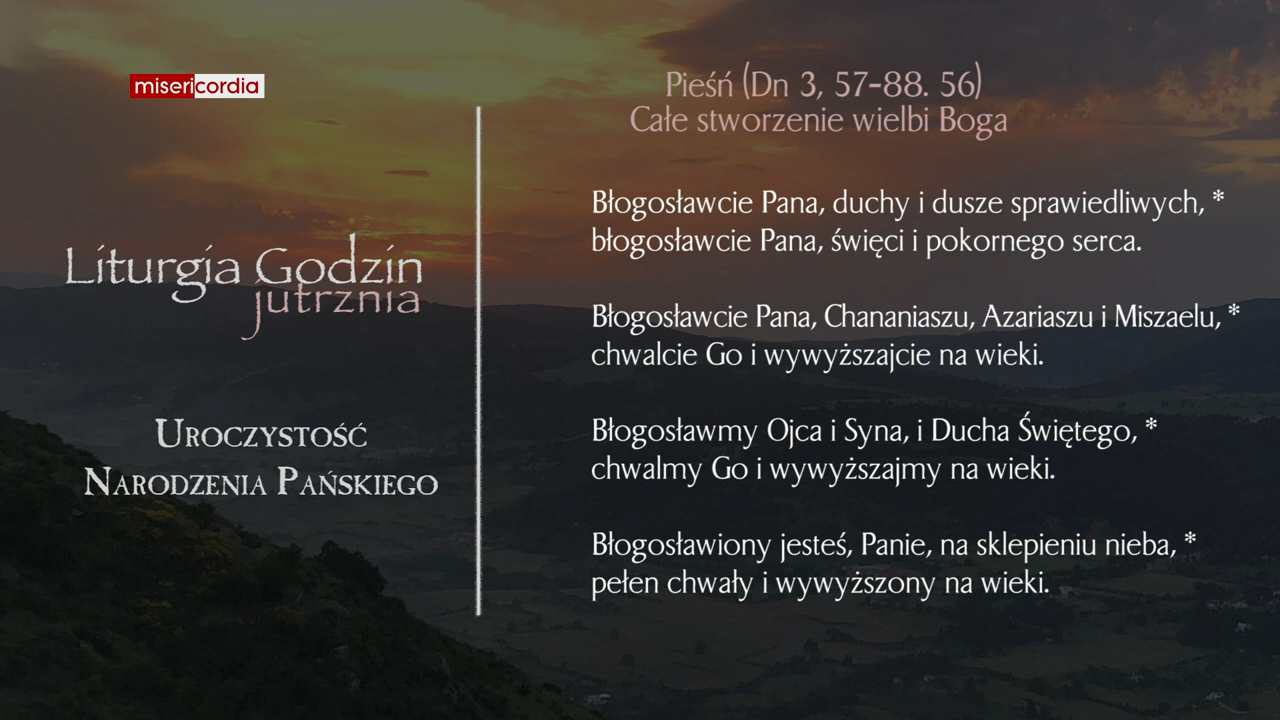 misericordia
Liturgia Godzin
jutrznia
Uroczystość
Narodzenia Pańskiego
Pieśń (Dn 3, 57-88. 56)
Całe stworzenie wielbi Boga
Błogosławcie Pana, duchy i dusze sprawiedliwych, *
błogosławcie Pana, święci i pokornego serca.
Błogosławcie Pana, Chananiaszu, Azariaszu i Miszaelu, *
chwalcie Go i wywyższajcie na wieki.
Błogosławmy Ojca i Syna, i Ducha Świętego, *
chwalmy Go i wywyższajmy na wieki.
Błogosławiony jesteś, Panie, na sklepieniu nieba, *
pełen chwały i wywyższony na wieki.